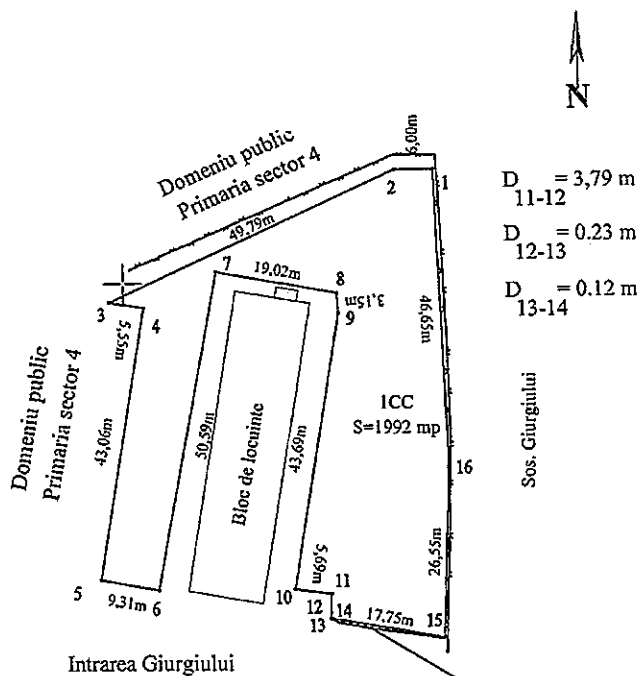 N
6,00m
Domeniu public
Primaria sector 4
2
1
D 11-12 = 3,79 m
D 12-13 = 0.23 m
D 13-14 = 0.12 m
49,79m
7
19,02m
8
3,15m
9
3
4
5,55m
46,65m
Domeniu public
Primaria sector 4
43,06m
50,59m
Bloc de locuinte
43,69m
1CC
S=1992 mp
16
Sos. Giurgiului
26,55m
5,69m
5
9.31m
6
10
11
12
13
14
17,75m
15
Intrarea Giurgiului